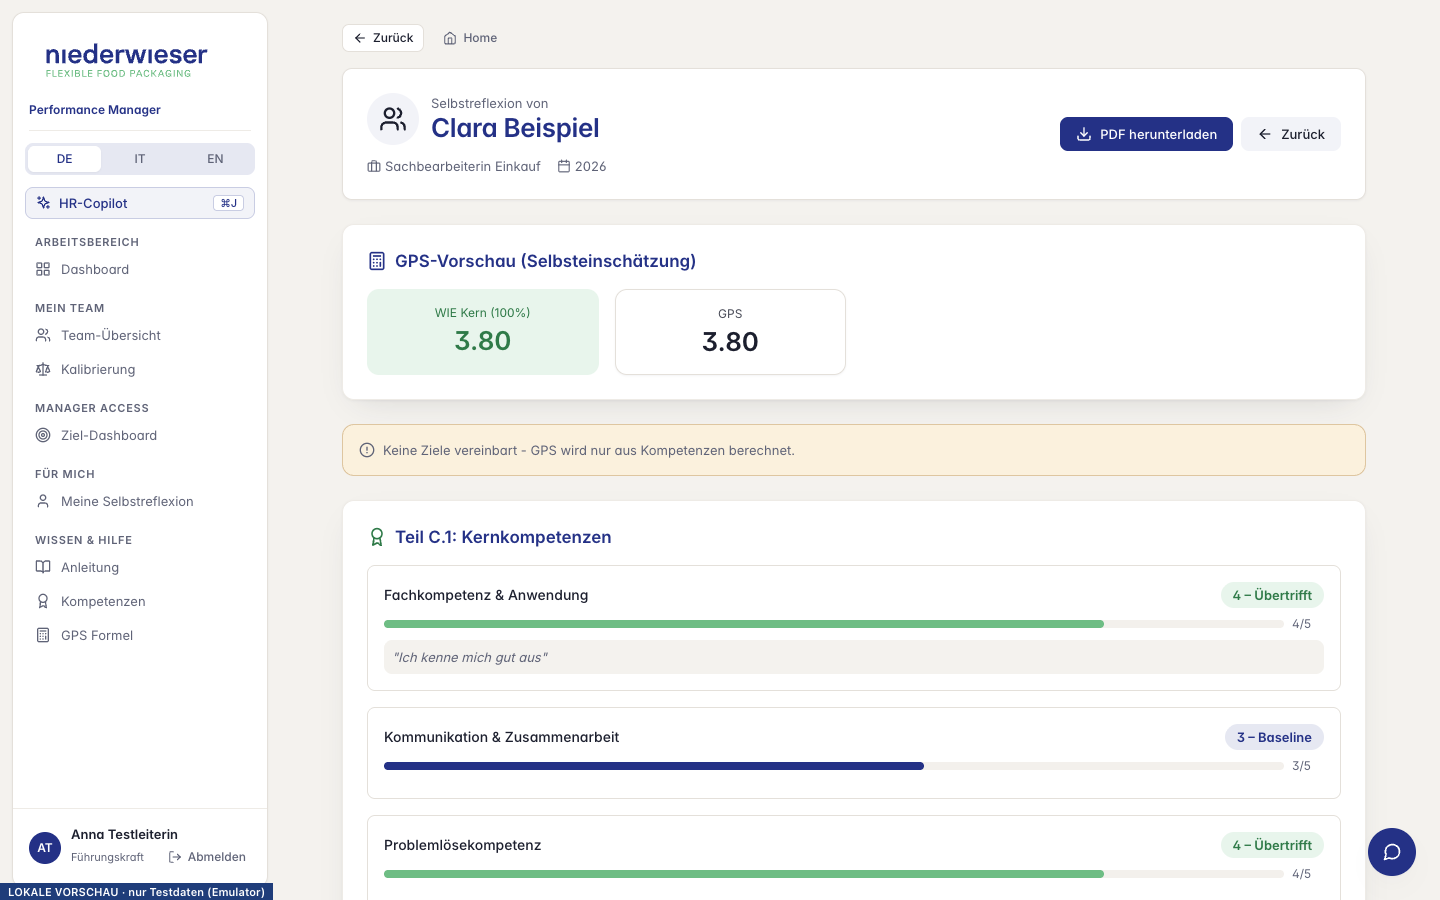 niederwieser
FLEXIBLE FOOD PACKAGING
Performance Manager
DE IT EN
HR-Copilot ⌘J
ARBEITSBEREICH
Dashboard
MEIN TEAM
Team-Übersicht
Kalibrierung
MANAGER ACCESS
Ziel-Dashboard
FÜR MICH
Meine Selbstreflexion
WISSEN & HILFE
Anleitung
Kompetenzen
GPS Formel
AT
Anna Testleiterin
Führungskraft Abmelden
LOKALE VORSCHAU · nur Testdaten (Emulator)
Zurück Home
Selbstreflexion von
Clara Beispiel
Sachbearbeiterin Einkauf 2026
PDF herunterladen Zurück
GPS-Vorschau (Selbsteinschätzung)
WIE Kern (100%)
3.80
GPS
3.80
Keine Ziele vereinbart - GPS wird nur aus Kompetenzen berechnet.
Teil C.1: Kernkompetenzen
Fachkompetenz & Anwendung 4 – Übertrifft
4/5
"Ich kenne mich gut aus"
Kommunikation & Zusammenarbeit 3 – Baseline
3/5
Problemlösekompetenz 4 – Übertrifft
4/5